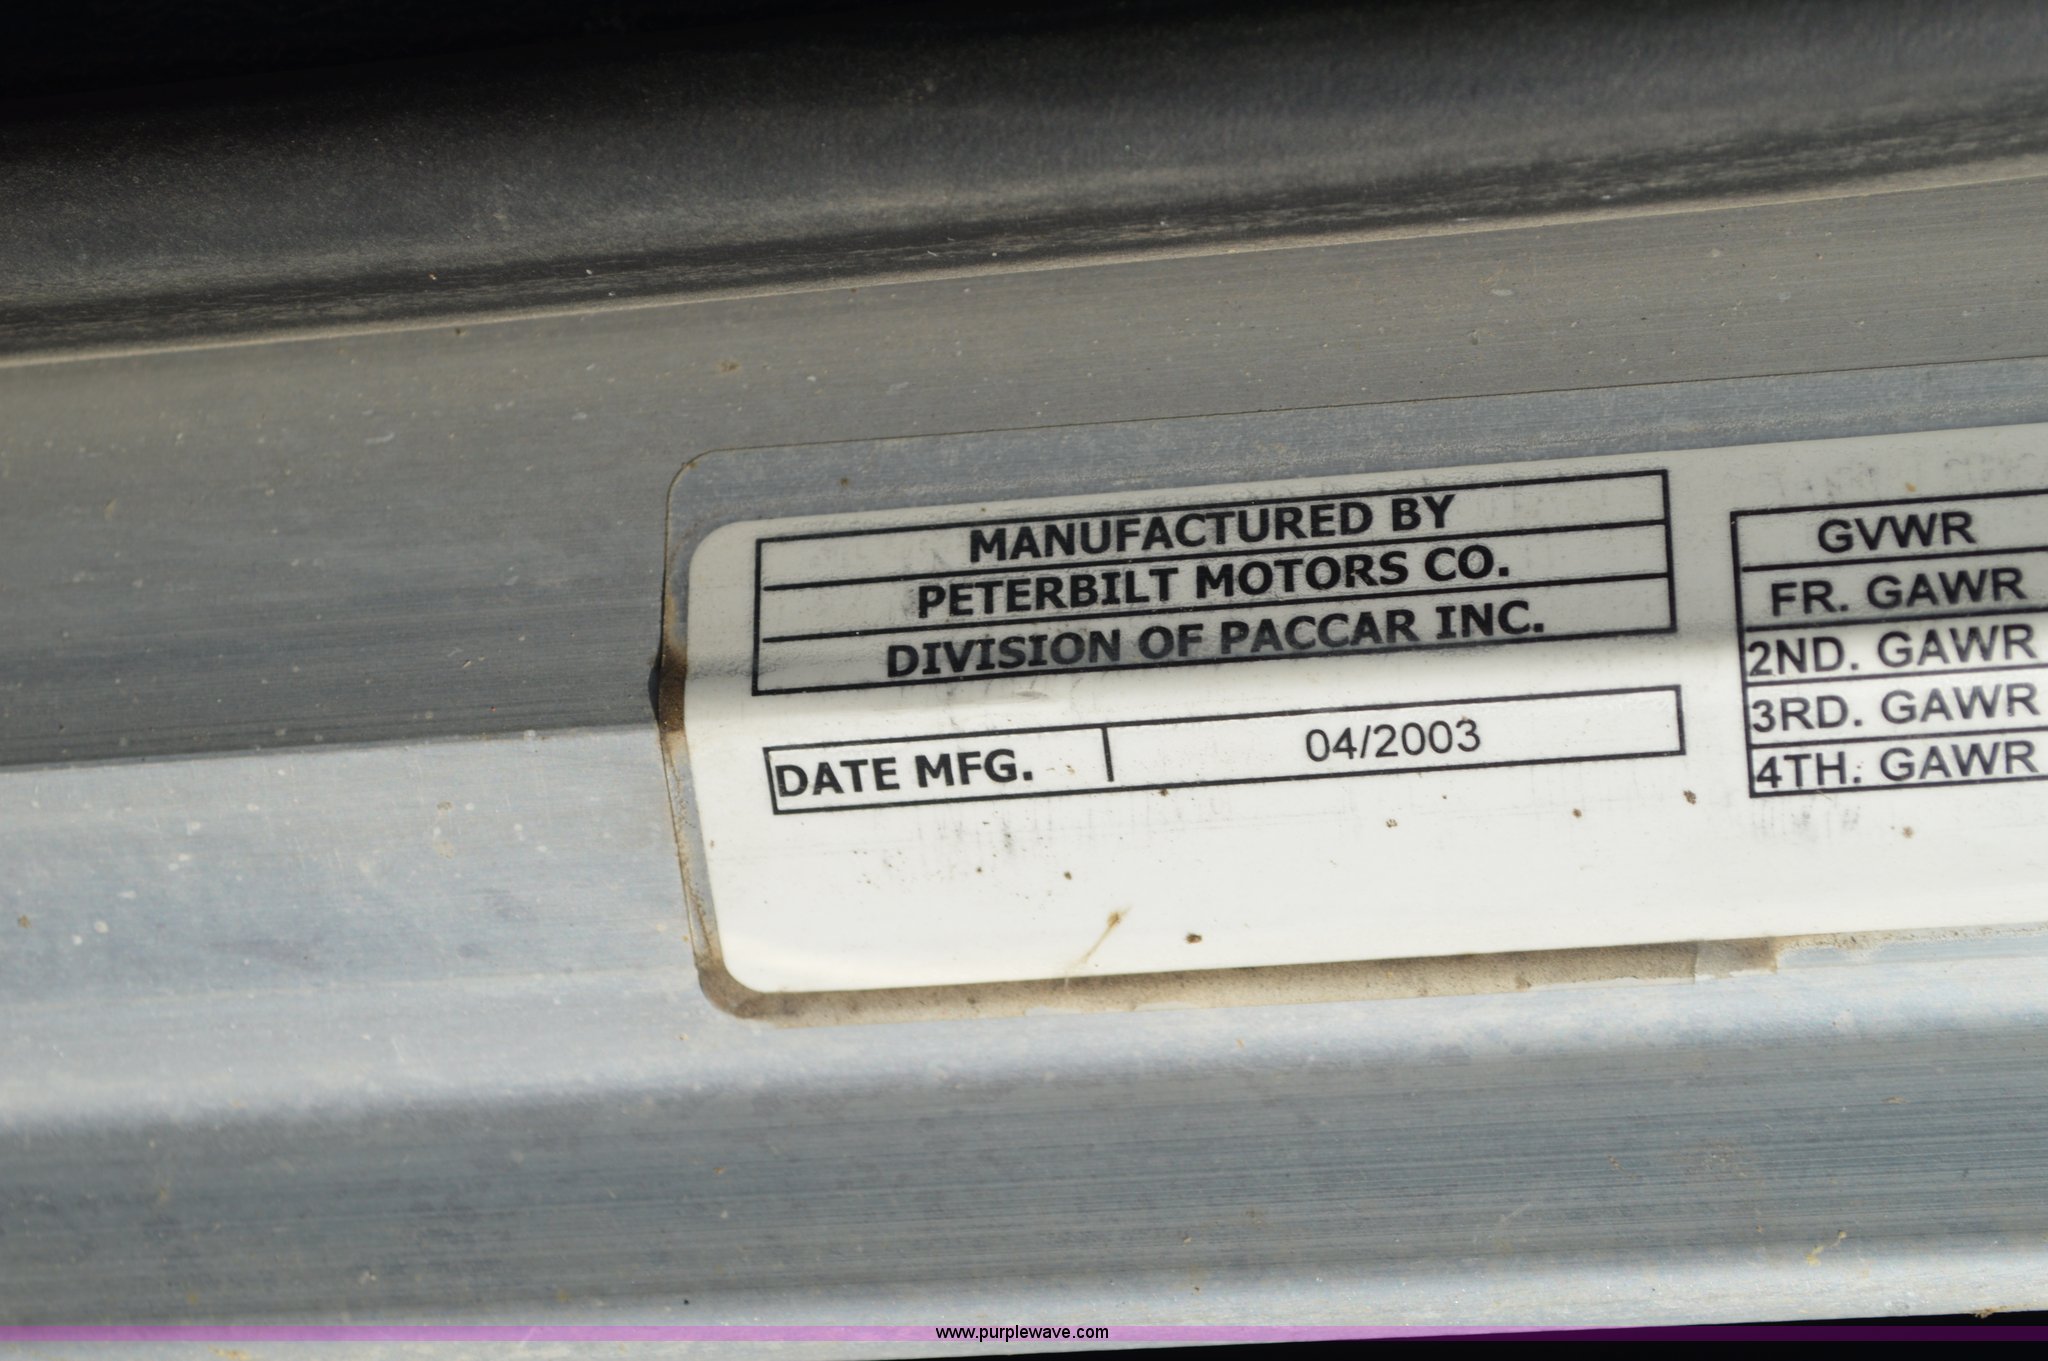 MANUFACTURED BY
PETERBILT MOTORS CO.
DIVISION OF PACCAR INC.
DATE MFG. 04/2003
GVWR
FR. GAWR
2ND. GAWR
3RD. GAWR
4TH. GAWR
www.purplewave.com